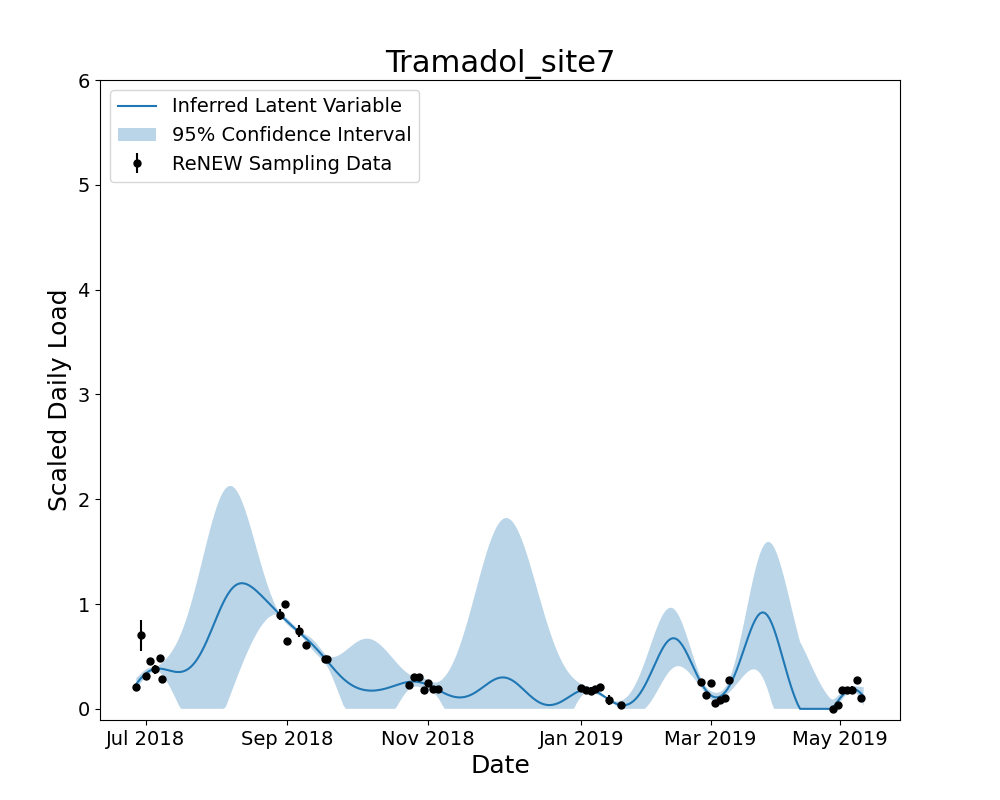 Tramadol_site7
6
5
4
3
2
1
0
Scaled Daily Load
Inferred Latent Variable
95% Confidence Interval
ReNEW Sampling Data
Jul 2018
Sep 2018
Nov 2018
Jan 2019
Mar 2019
May 2019
Date